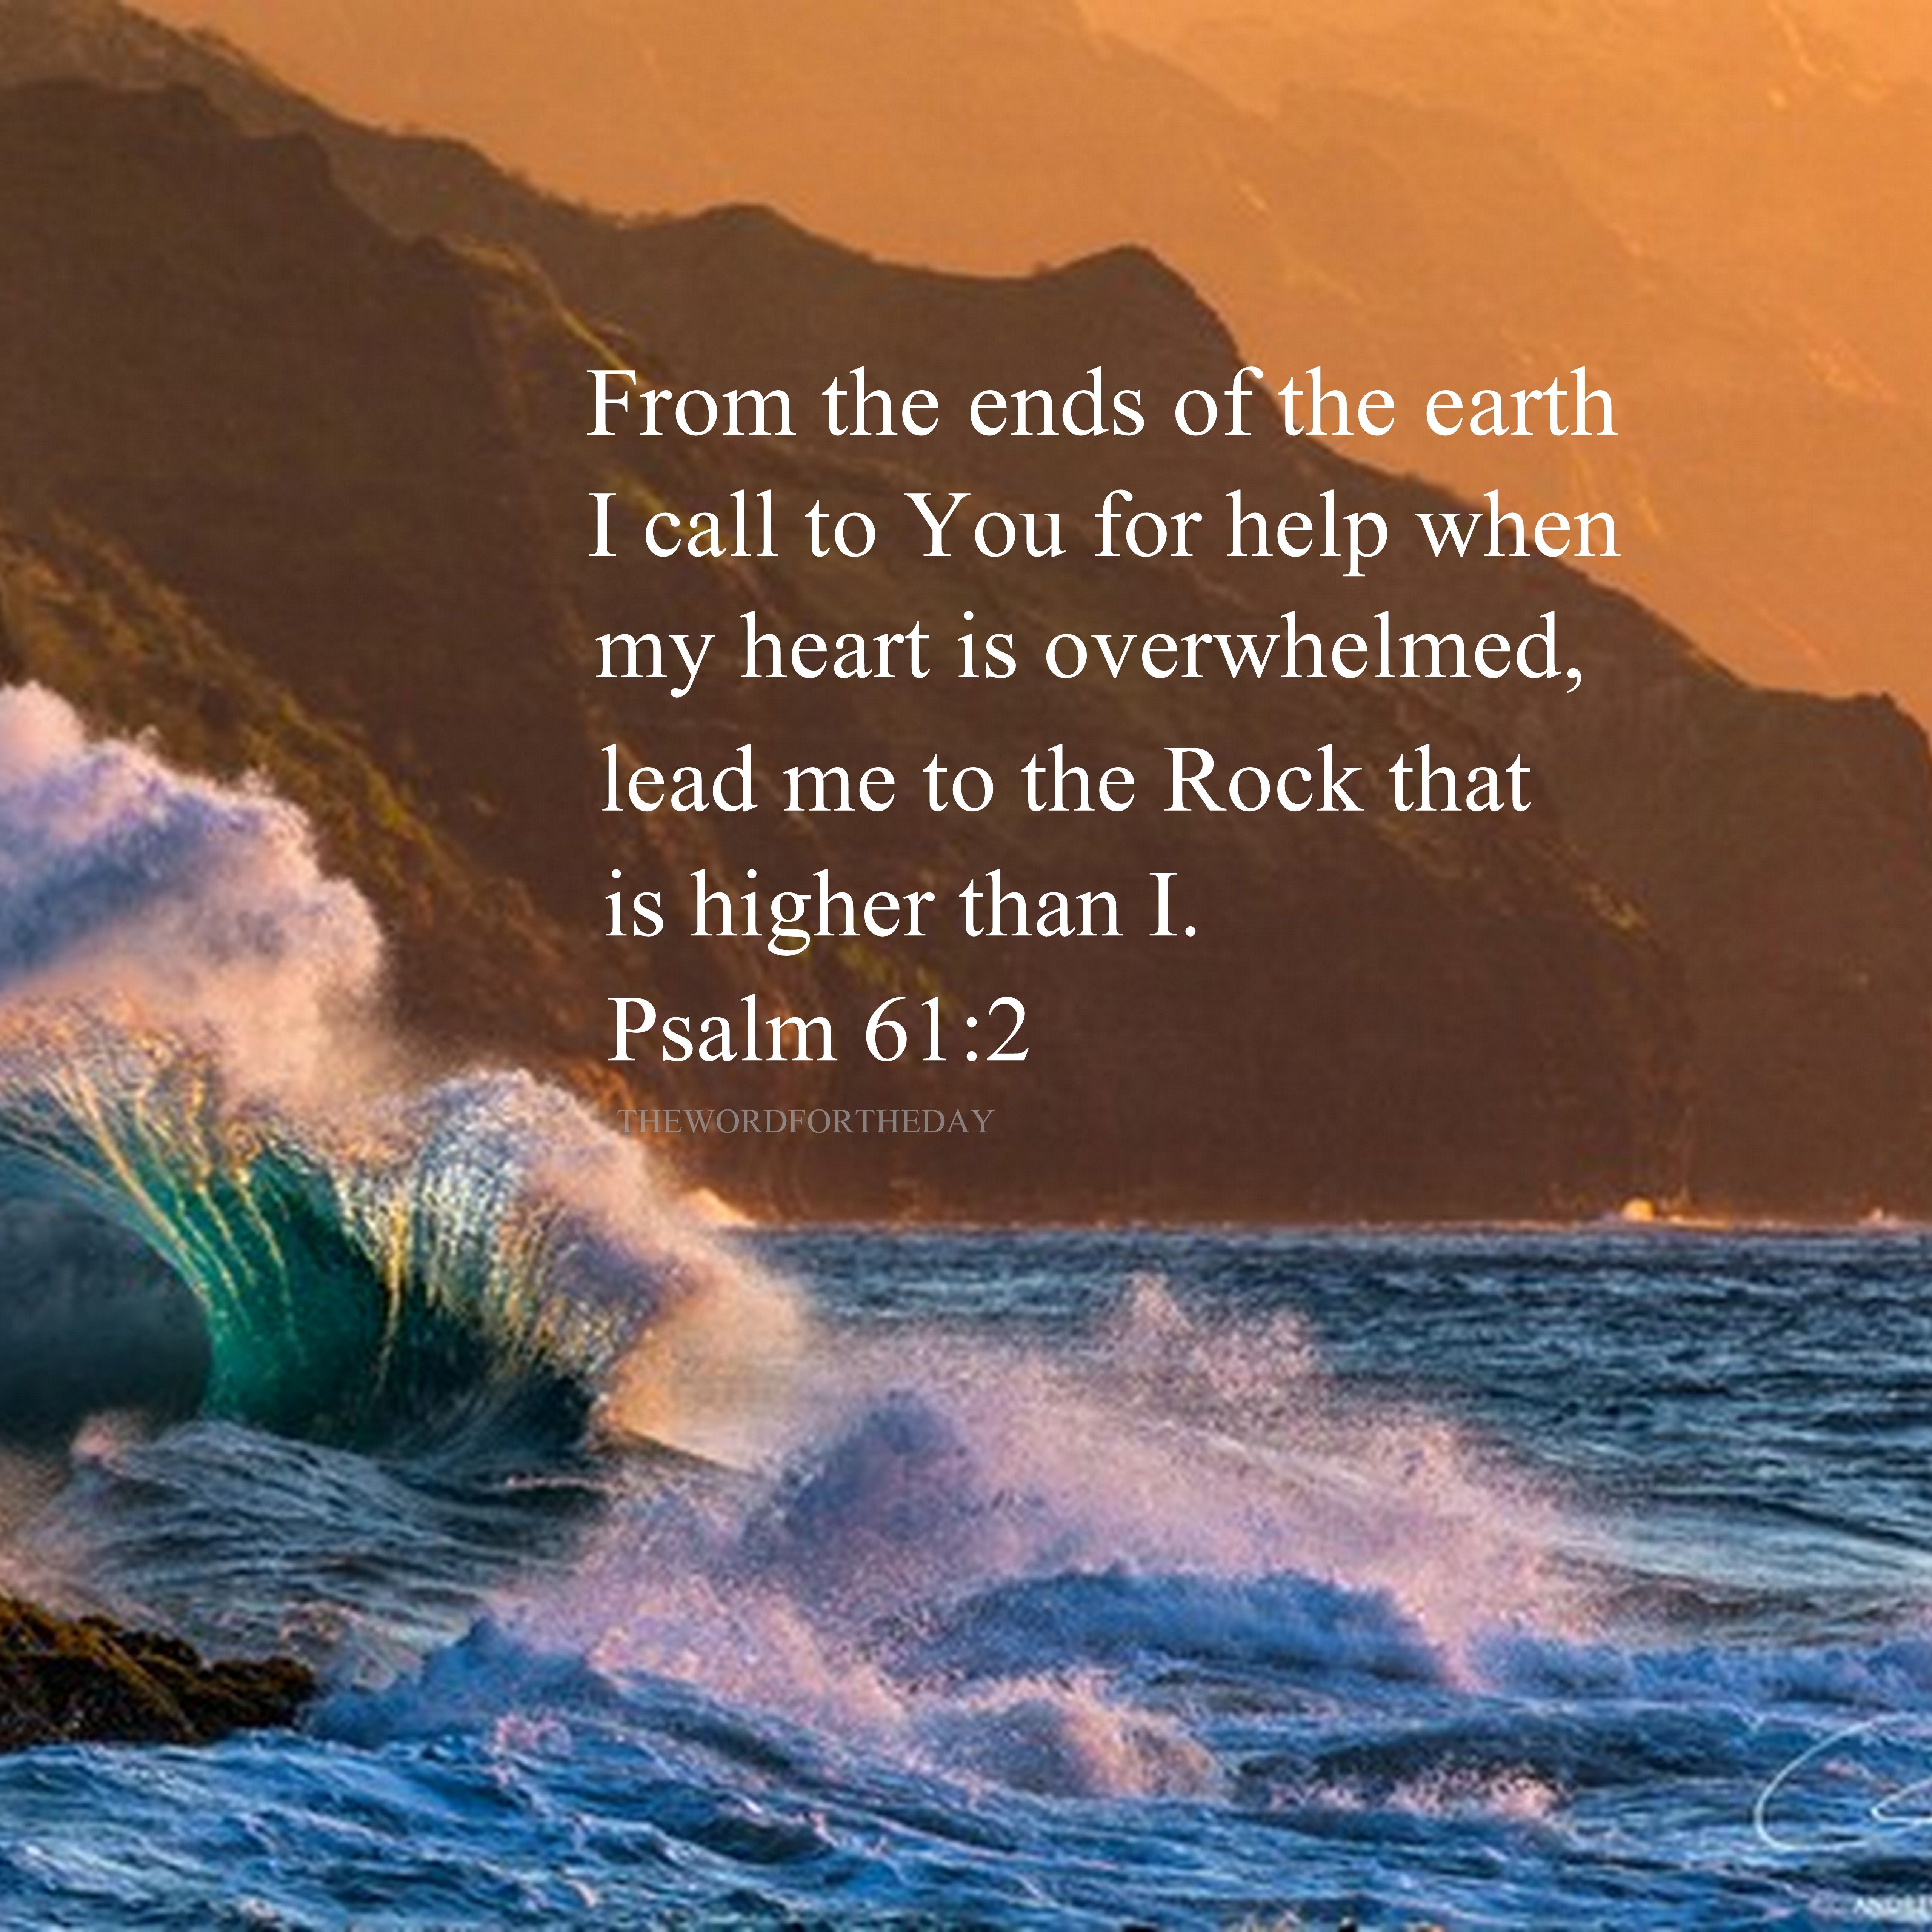 From the ends of the earth
I call to You for help when
my heart is overwhelmed,
lead me to the Rock that
is higher than I.
Psalm 61:2
THEWORDFORTHEDAY